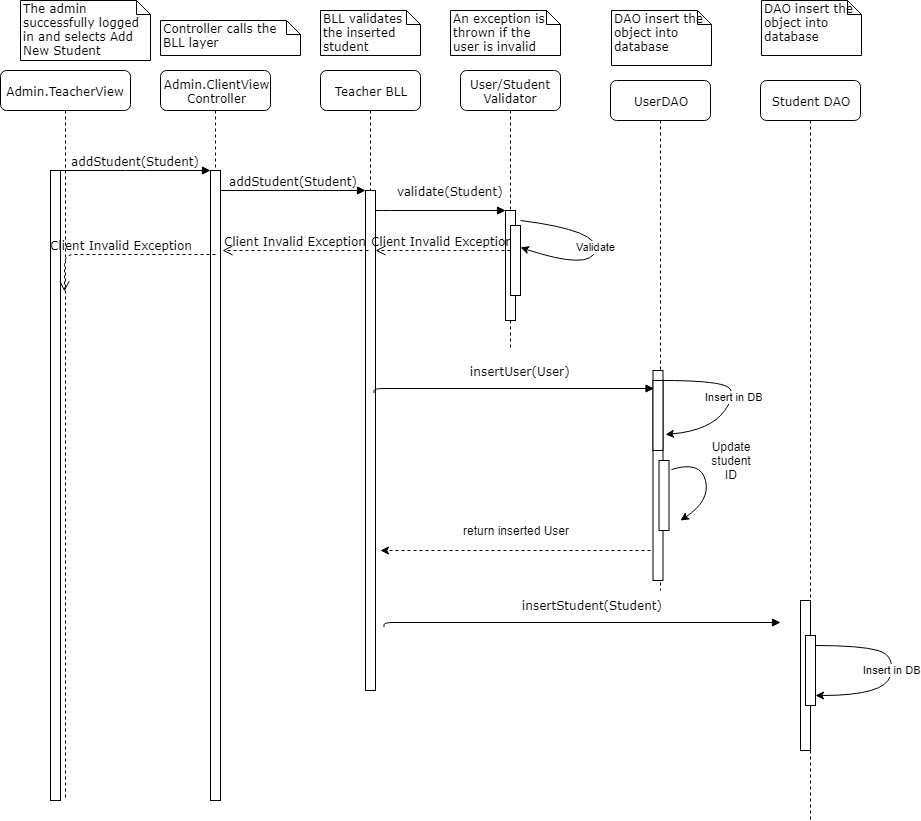 The admin
successfully logged
in and selects Add
New Student
Controller calls the
BLL layer
BLL validates
the inserted
student
An exception is
thrown if the
user is invalid
DAO insert the
object into
database
DAO insert the
object into
database
Admin.TeacherView
Admin.ClientView
Controller
Teacher BLL
User/Student
Validator
UserDAO
Student DAO
addStudent(Student)
addStudent(Student)
validate(Student)
Client Invalid Exception
Client Invalid Exception
Client Invalid Exception
Validate
insertUser(User)
Insert in DB
Update
student
ID
return inserted User
insertStudent(Student)
Insert in DB